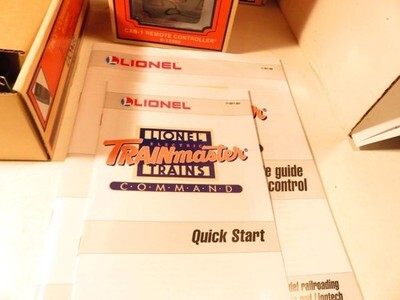 CAB-1 REMOTE CONTROLLER
LIONEL
LIONEL
LIONEL
ELECTRIC
TRAINmaster
TRAINS
COMMAND
Quick Start
e guide
control
del railroading
and Liontech